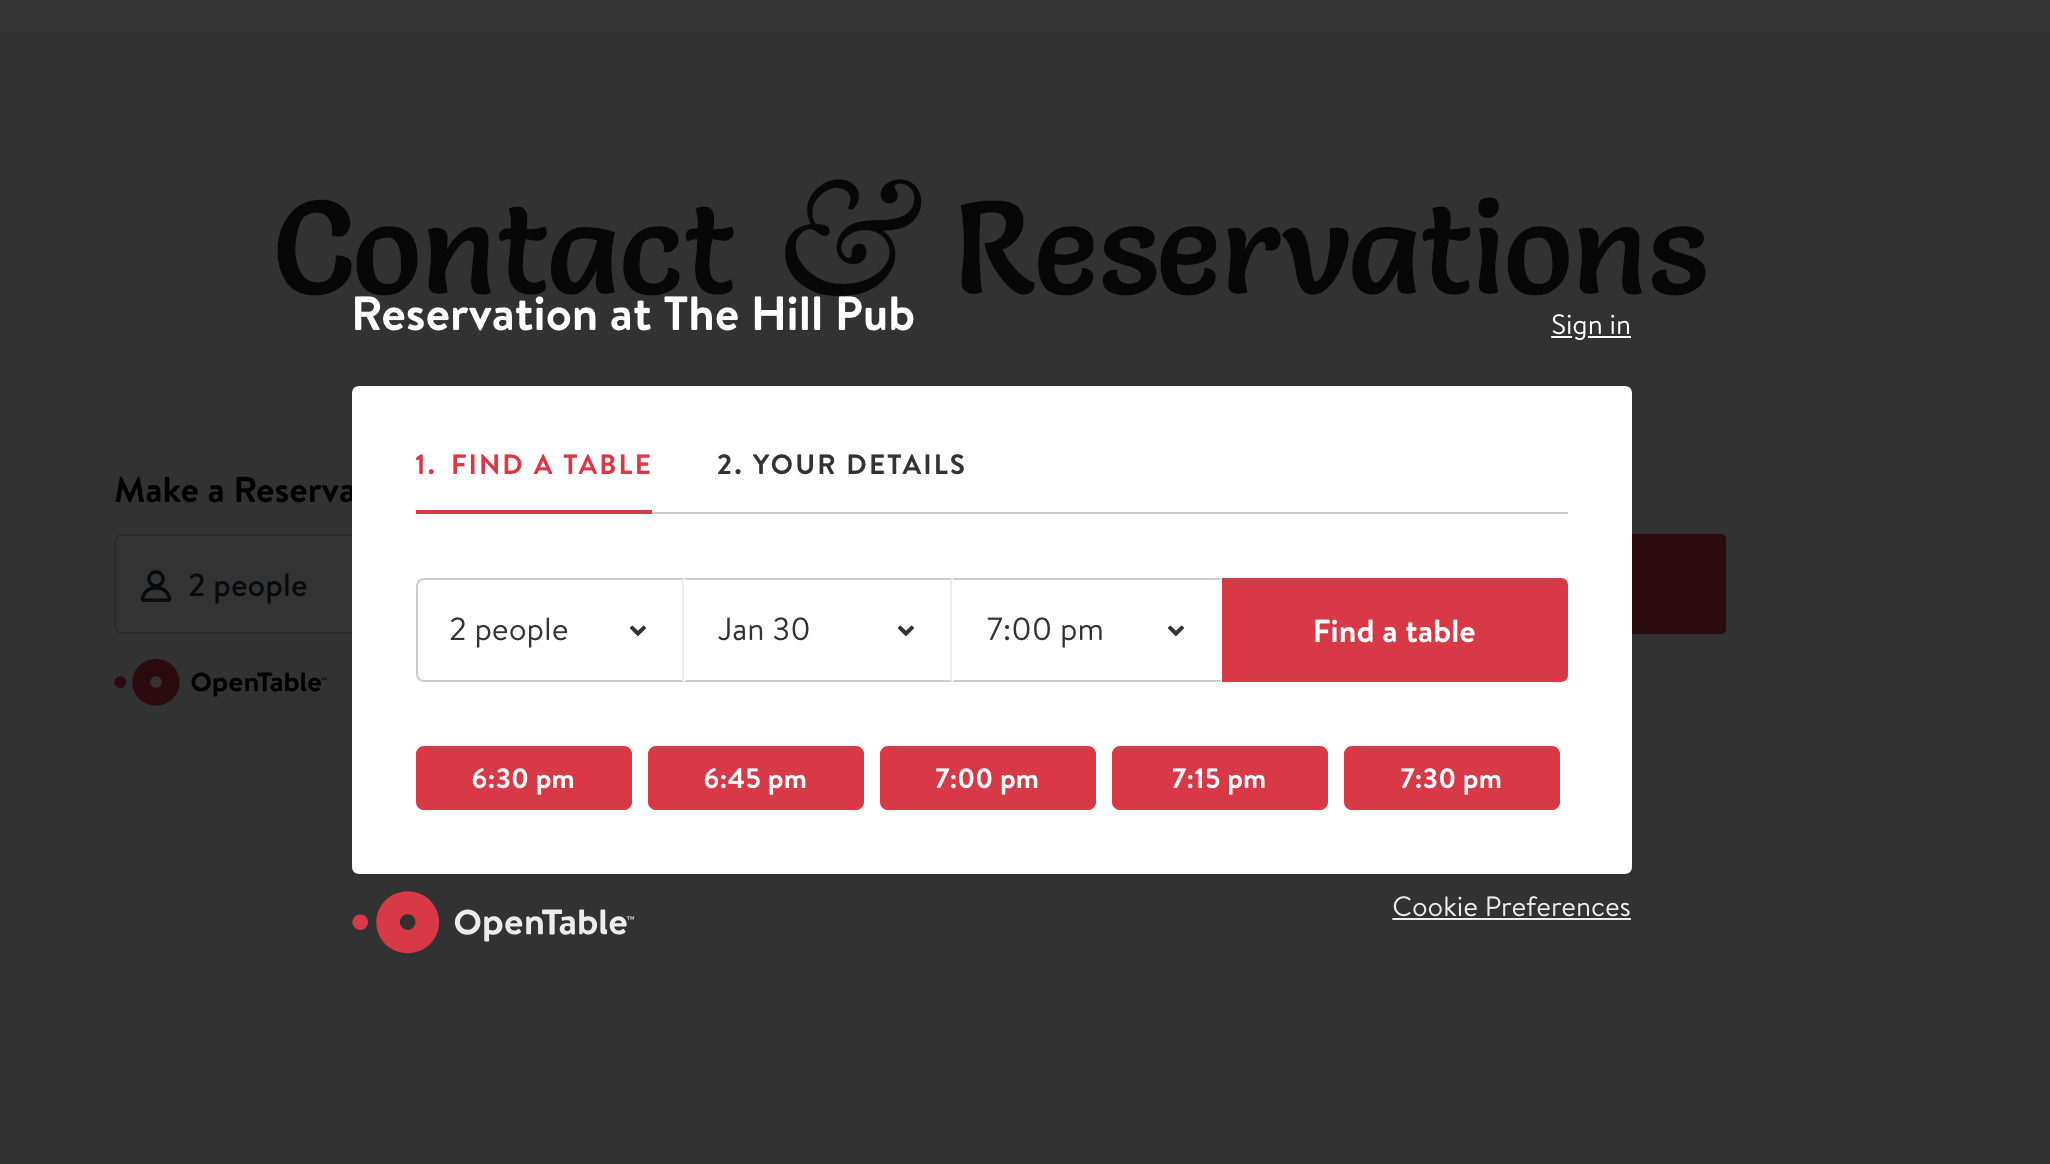 Contact & Reservations
Reservation at The Hill Pub
Sign in
1. FIND A TABLE
2. YOUR DETAILS
Make a Reserva
2 people
OpenTable™
2 people
Jan 30
7:00 pm
Find a table
6:30 pm
6:45 pm
7:00 pm
7:15 pm
7:30 pm
OpenTable™
Cookie Preferences